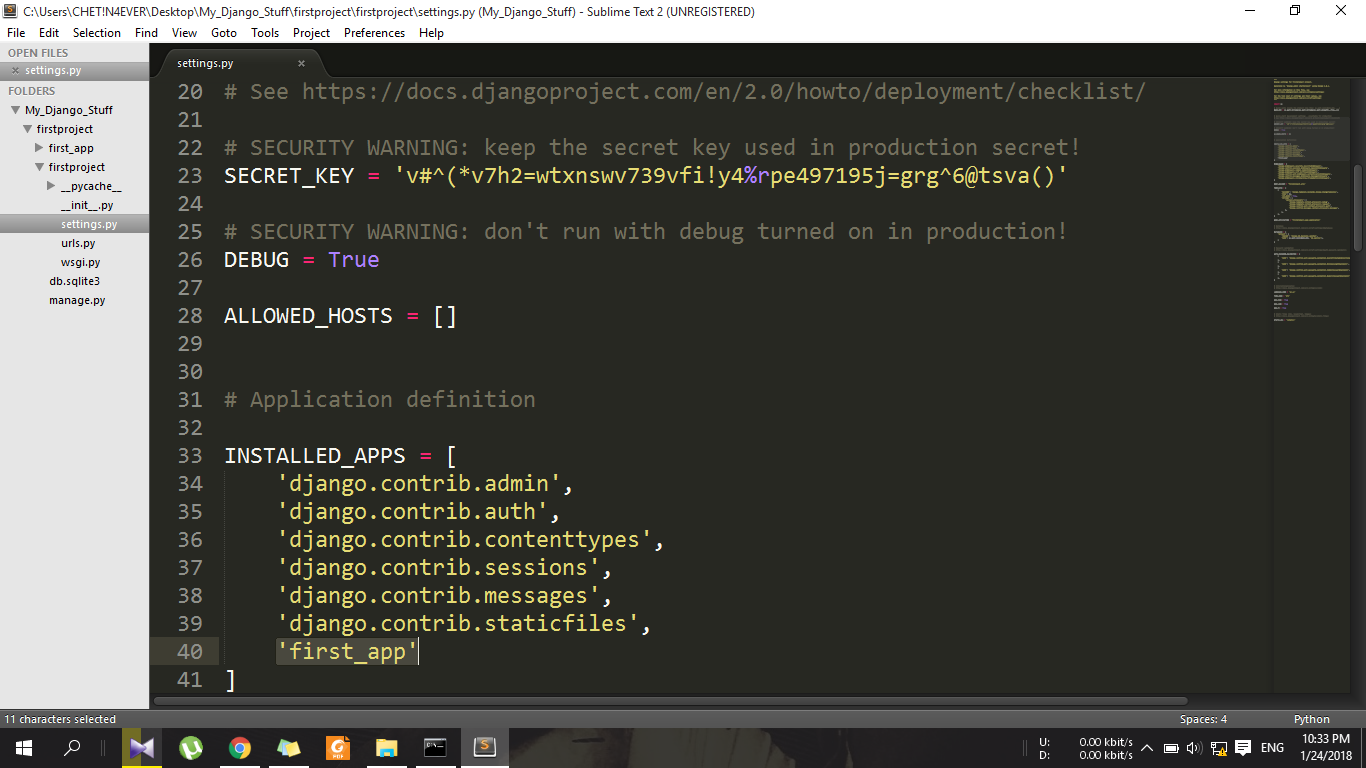 C:\Users\CHET!N4EVER\Desktop\My_Django_Stuff\firstproject\firstproject\settings.py (My_Django_Stuff) - Sublime Text 2 (UNREGISTERED)
File Edit Selection Find View Goto Tools Project Preferences Help
OPEN FILES
settings.py
FOLDERS
My_Django_Stuff
firstproject
first_app
firstproject
__pycache__
__init__.py
settings.py
urls.py
wsgi.py
db.sqlite3
manage.py
settings.py
20 # See https://docs.djangoproject.com/en/2.0/howto/deployment/checklist/
21
22 # SECURITY WARNING: keep the secret key used in production secret!
23 SECRET_KEY = 'v#^(*v7h2=wtxnswv739vfi!y4%rpe497195j=grg^6@tsva()'
24
25 # SECURITY WARNING: don't run with debug turned on in production!
26 DEBUG = True
27
28 ALLOWED_HOSTS = []
29
30
31 # Application definition
32
33 INSTALLED_APPS = [
34 'django.contrib.admin',
35 'django.contrib.auth',
36 'django.contrib.contenttypes',
37 'django.contrib.sessions',
38 'django.contrib.messages',
39 'django.contrib.staticfiles',
40 'first_app'
41 ]
11 characters selected
Spaces: 4
Python
U: 0.00 kbit/s
D: 0.00 kbit/s
ENG
10:33 PM
1/24/2018